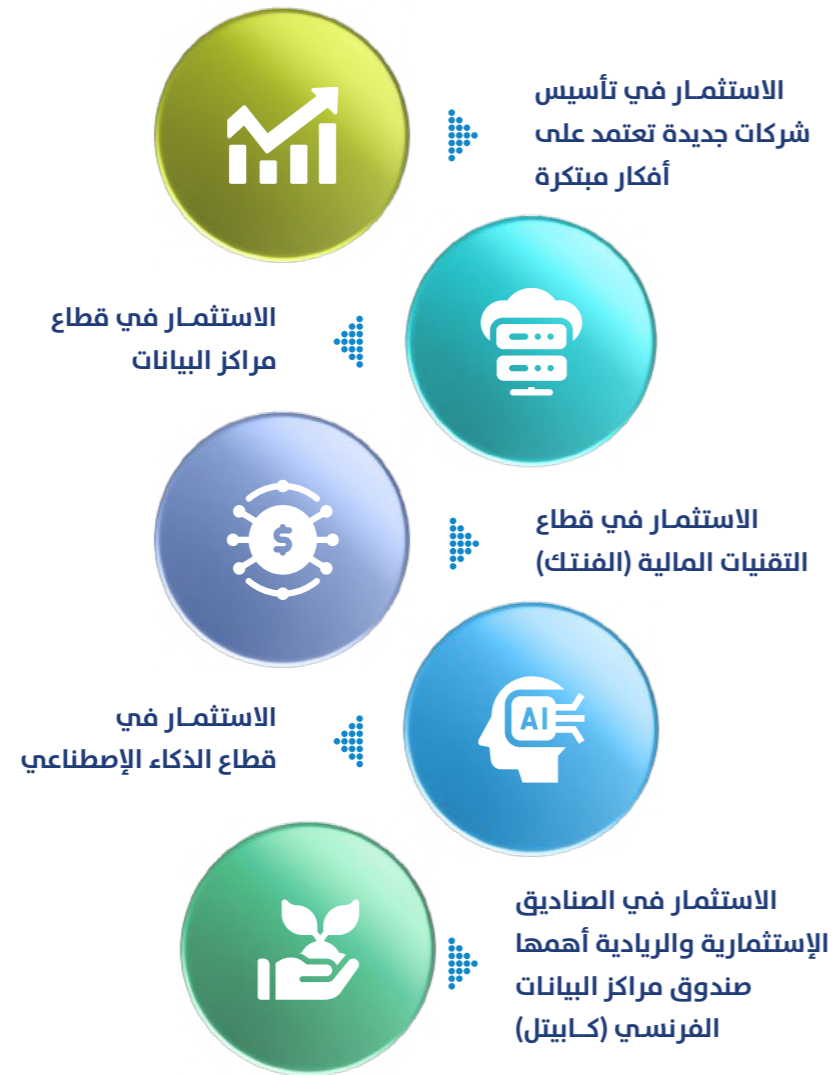 الاستثمـار في تأسيس
شركات جديدة تعتمد على
أفكار مبتكرة
الاستثمـار في قطاع
مراكز البيانات
$
الاستثمـار في قطاع
التقنيات المالية (الفنتك)
AI
الاستثمـار في
قطاع الذكاء الإصطناعي
الاستثمار في الصناديق
الإستثمارية والريادية أهمها
صندوق مراكز البيانات
الفرنسي (كـابيتل)